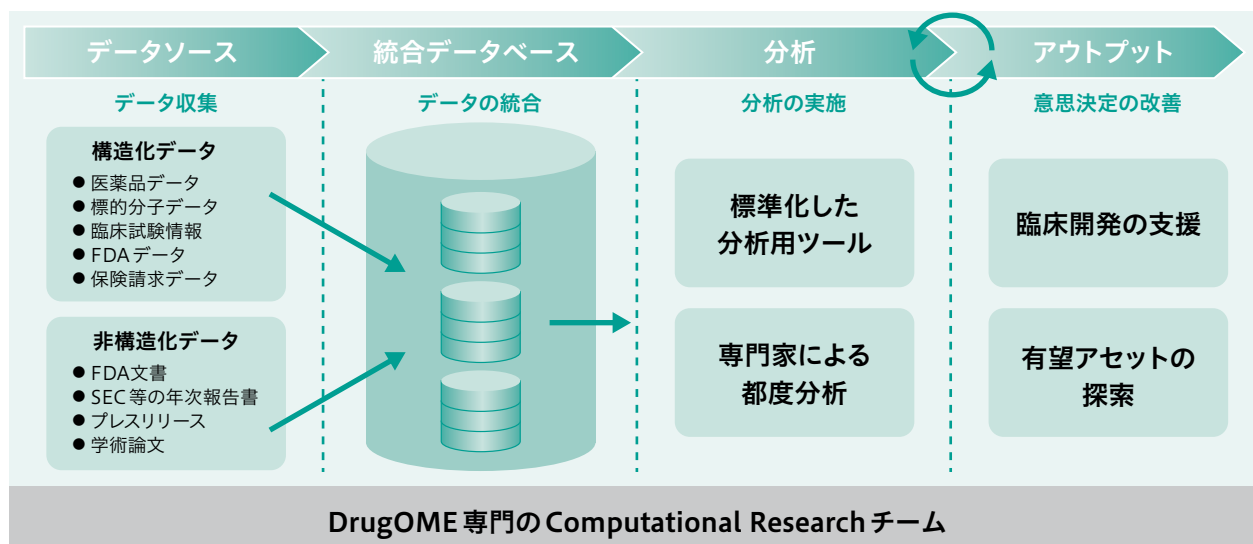 データソース
統合データベース
分析
アウトプット
データ収集
データの統合
分析の実施
意思決定の改善
構造化データ
● 医薬品データ
● 標的分子データ
● 臨床試験情報
● FDAデータ
● 保険請求データ
非構造化データ
● FDA文書
● SEC等の年次報告書
● プレスリリース
● 学術論文
標準化した
分析用ツール
専門家による
都度分析
臨床開発の支援
有望アセットの
探索
DrugOME専門のComputational Researchチーム